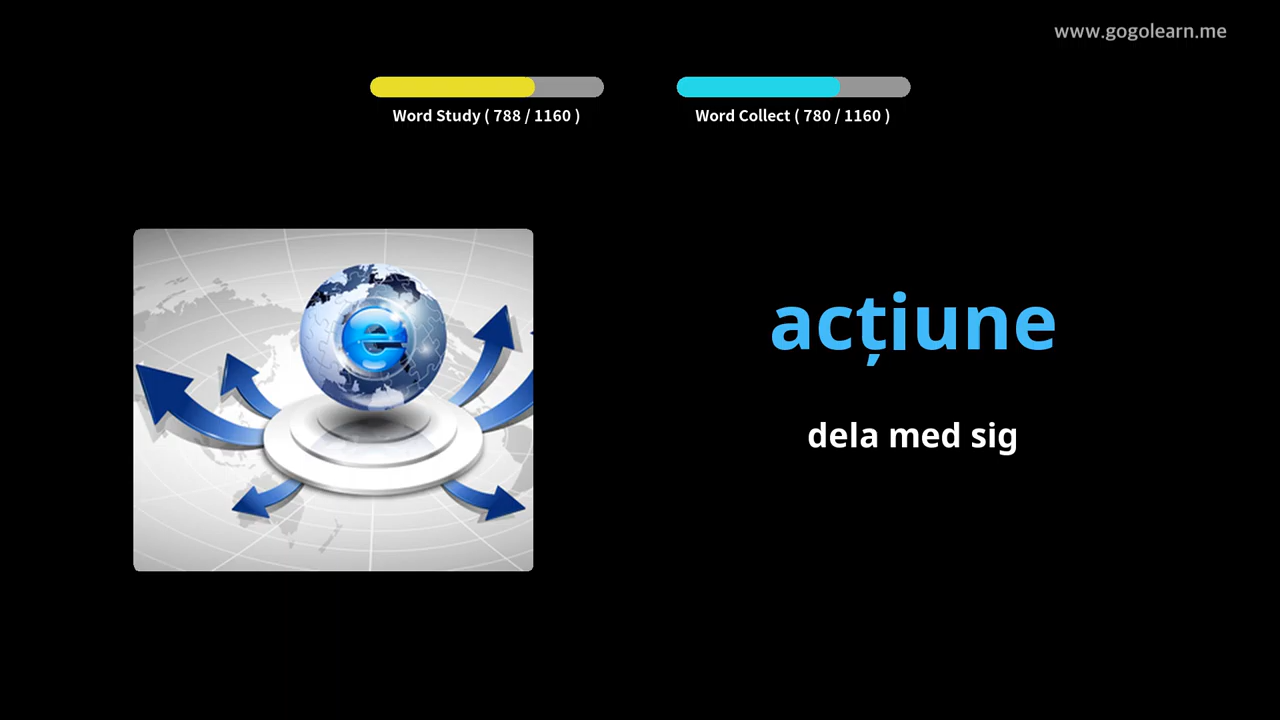 www.gogolearn.me
Word Study ( 788 / 1160 )
Word Collect ( 780 / 1160 )
e
acțiune
dela med sig